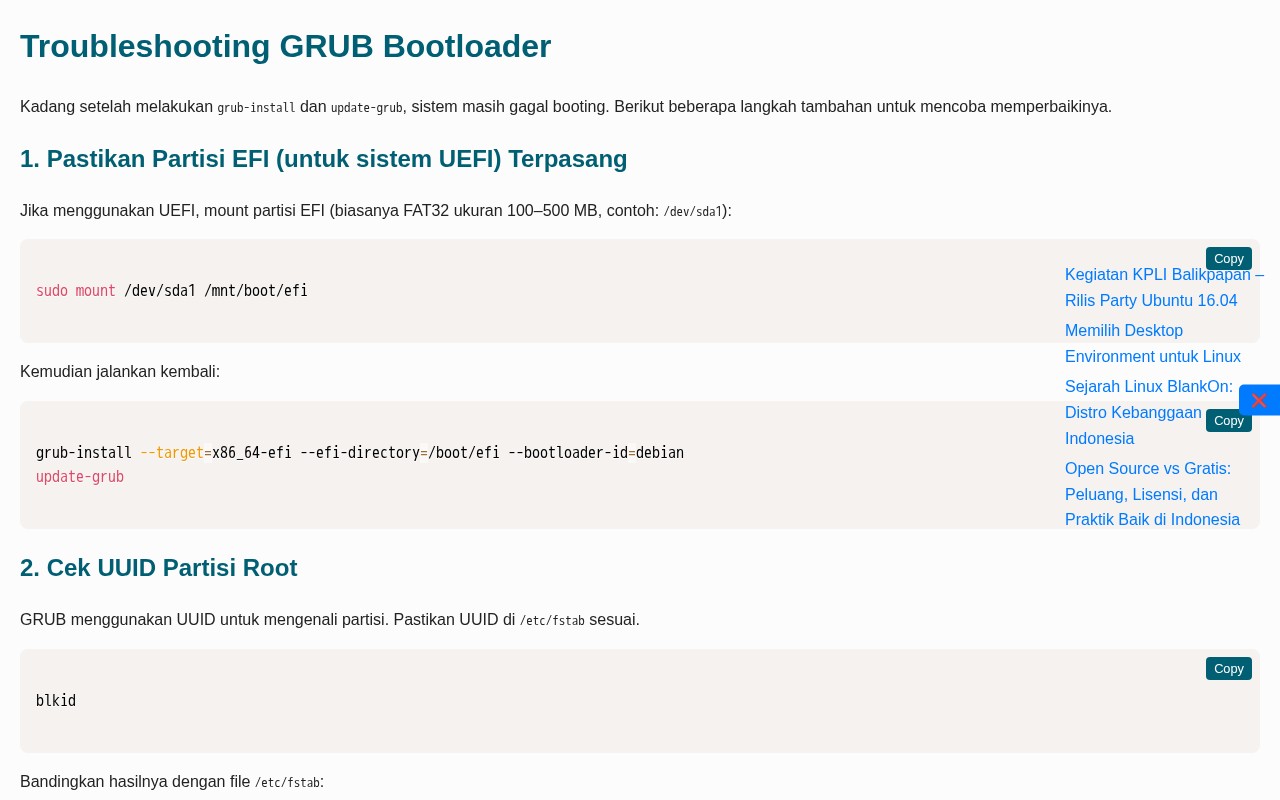 Troubleshooting GRUB Bootloader
Kadang setelah melakukan grub-install dan update-grub, sistem masih gagal booting. Berikut beberapa langkah tambahan untuk mencoba memperbaikinya.
1. Pastikan Partisi EFI (untuk sistem UEFI) Terpasang
Jika menggunakan UEFI, mount partisi EFI (biasanya FAT32 ukuran 100–500 MB, contoh: /dev/sda1):
Copy
sudo mount /dev/sda1 /mnt/boot/efi
Kemudian jalankan kembali:
Copy
grub-install --target=x86_64-efi --efi-directory=/boot/efi --bootloader-id=debian
update-grub
Kegiatan KPLI Balikpapan –
Rilis Party Ubuntu 16.04
Memilih Desktop
Environment untuk Linux
Sejarah Linux BlankOn:
Distro Kebanggaan
Indonesia
Open Source vs Gratis:
Peluang, Lisensi, dan
Praktik Baik di Indonesia
2. Cek UUID Partisi Root
GRUB menggunakan UUID untuk mengenali partisi. Pastikan UUID di /etc/fstab sesuai.
Copy
blkid
Bandingkan hasilnya dengan file /etc/fstab: